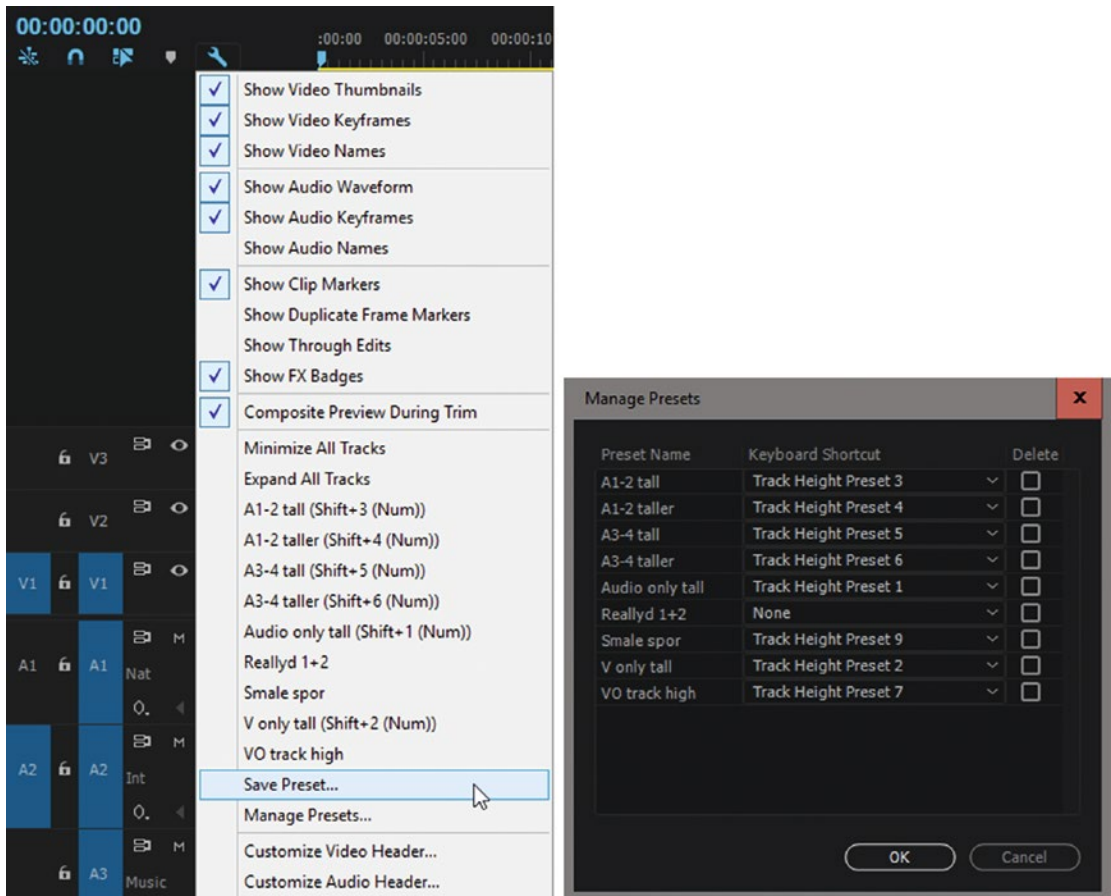 00:00:00:00
:00:00 00:00:05:00 00:00:10
Show Video Thumbnails
Show Video Keyframes
Show Video Names
Show Audio Waveform
Show Audio Keyframes
Show Audio Names
Show Clip Markers
Show Duplicate Frame Markers
Show Through Edits
Show FX Badges
Composite Preview During Trim
Minimize All Tracks
Expand All Tracks
A1-2 tall (Shift+3 (Num))
A1-2 taller (Shift+4 (Num))
A3-4 tall (Shift+5 (Num))
A3-4 taller (Shift+6 (Num))
Audio only tall (Shift+1 (Num))
Reallyd 1+2
Smale spor
V only tall (Shift+2 (Num))
VO track high
Save Preset...
Manage Presets...
Customize Video Header...
Customize Audio Header...
V3
V2
V1 V1
A1 A1 M
Nat
0.
A2 A2 M
Int
0.
A3 M
Music
Manage Presets x
Preset Name Keyboard Shortcut Delete
A1-2 tall Track Height Preset 3
A1-2 taller Track Height Preset 4
A3-4 tall Track Height Preset 5
A3-4 taller Track Height Preset 6
Audio only tall Track Height Preset 1
Reallyd 1+2 None
Smale spor Track Height Preset 9
V only tall Track Height Preset 2
VO track high Track Height Preset 7
OK Cancel